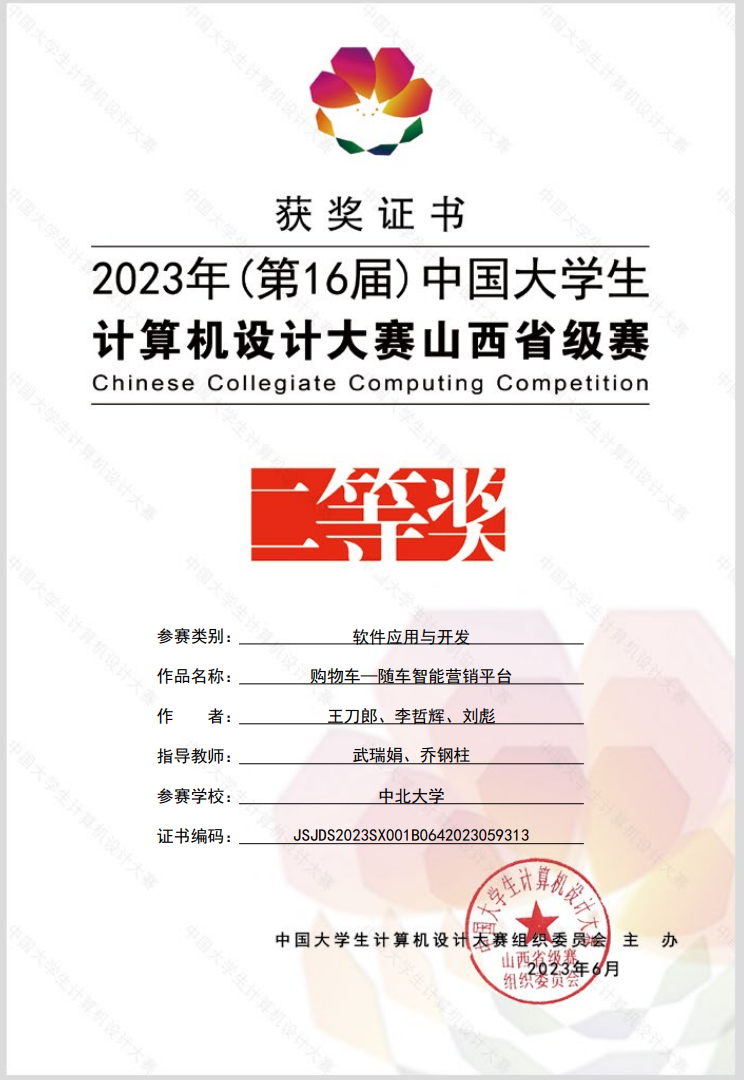 获奖证书
2023年(第16届)中国大学生
计算机设计大赛山西省级赛
Chinese Collegiate Computing Competition
二等奖
参赛类别： 软件应用与开发
作品名称： 购物车—随车智能营销平台
作 者： 王刀郎、李哲辉、刘彪
指导教师： 武瑞娟、乔钢柱
参赛学校： 中北大学
证书编码： JSJDS2023SX001B0642023059313
中国大学生计算机设计大赛组织委员会 主 办
2023年6月
中国大学生计算机设计大赛
山西省级赛
组织委员会